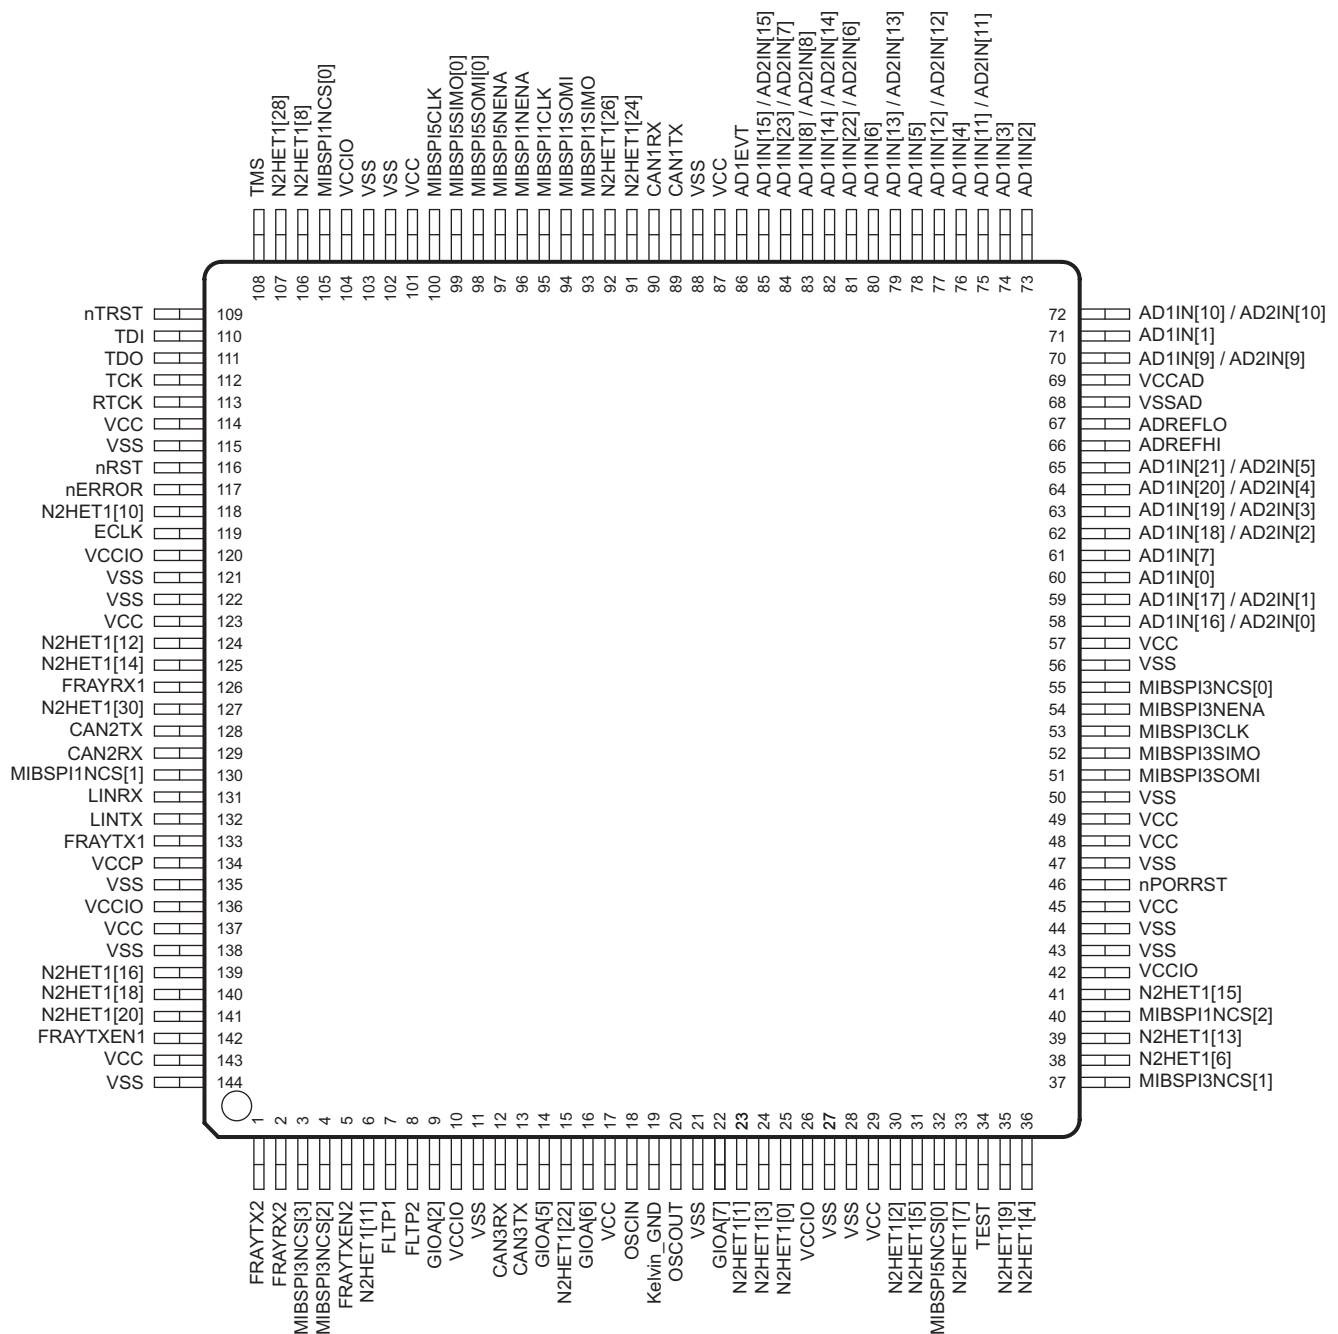 TMS
N2HET1[28]
N2HET1[8]
MIBSPI1NCS[0]
VCCIO
VSS
VSS
VCC
MIBSPI5CLK
MIBSPI5SIMO[0]
MIBSPI5SOMI[0]
MIBSPI5NENA
MIBSPI1NENA
MIBSPI1CLK
MIBSPI1SOMI
MIBSPI1SIMO
N2HET1[26]
N2HET1[24]
CAN1RX
CAN1TX
VSS
VCC
AD1EVT
AD1IN[15] / AD2IN[15]
AD1IN[23] / AD2IN[7]
AD1IN[8] / AD2IN[8]
AD1IN[14] / AD2IN[14]
AD1IN[22] / AD2IN[6]
AD1IN[6]
AD1IN[13] / AD2IN[13]
AD1IN[5]
AD1IN[12] / AD2IN[12]
AD1IN[4]
AD1IN[11] / AD2IN[11]
AD1IN[3]
AD1IN[2]
108
107
106
105
104
103
102
101
100
99
98
97
96
95
94
93
92
91
90
89
88
87
86
85
84
83
82
81
80
79
78
77
76
75
74
73
nTRST 109
TDI 110
TDO 111
TCK 112
RTCK 113
VCC 114
VSS 115
nRST 116
nERROR 117
N2HET1[10] 118
ECLK 119
VCCIO 120
VSS 121
VSS 122
VCC 123
N2HET1[12] 124
N2HET1[14] 125
FRAYRX1 126
N2HET1[30] 127
CAN2TX 128
CAN2RX 129
MIBSPI1NCS[1] 130
LINRX 131
LINTX 132
FRAYTX1 133
VCCP 134
VSS 135
VCCIO 136
VCC 137
VSS 138
N2HET1[16] 139
N2HET1[18] 140
N2HET1[20] 141
FRAYTXEN1 142
VCC 143
VSS 144
72 AD1IN[10] / AD2IN[10]
71 AD1IN[1]
70 AD1IN[9] / AD2IN[9]
69 VCCAD
68 VSSAD
67 ADREFLO
66 ADREFHI
65 AD1IN[21] / AD2IN[5]
64 AD1IN[20] / AD2IN[4]
63 AD1IN[19] / AD2IN[3]
62 AD1IN[18] / AD2IN[2]
61 AD1IN[7]
60 AD1IN[0]
59 AD1IN[17] / AD2IN[1]
58 AD1IN[16] / AD2IN[0]
57 VCC
56 VSS
55 MIBSPI3NCS[0]
54 MIBSPI3NENA
53 MIBSPI3CLK
52 MIBSPI3SIMO
51 MIBSPI3SOMI
50 VSS
49 VCC
48 VCC
47 VSS
46 nPORRST
45 VCC
44 VSS
43 VSS
42 VCCIO
41 N2HET1[15]
40 MIBSPI1NCS[2]
39 N2HET1[13]
38 N2HET1[6]
37 MIBSPI3NCS[1]
1
2
3
4
5
6
7
8
9
10
11
12
13
14
15
16
17
18
19
20
21
22
23
24
25
26
27
28
29
30
31
32
33
34
35
36
FRAYTX2
FRAYRX2
MIBSPI3NCS[3]
MIBSPI3NCS[2]
FRAYTXEN2
N2HET1[11]
FLTP1
FLTP2
GIOA[2]
VCCIO
VSS
CAN3RX
CAN3TX
GIOA[5]
N2HET1[22]
GIOA[6]
VCC
OSCIN
Kelvin_GND
OSCOUT
VSS
GIOA[7]
N2HET1[1]
N2HET1[3]
N2HET1[0]
VCCIO
VSS
VSS
VCC
N2HET1[2]
N2HET1[5]
MIBSPI5NCS[0]
N2HET1[7]
TEST
N2HET1[9]
N2HET1[4]